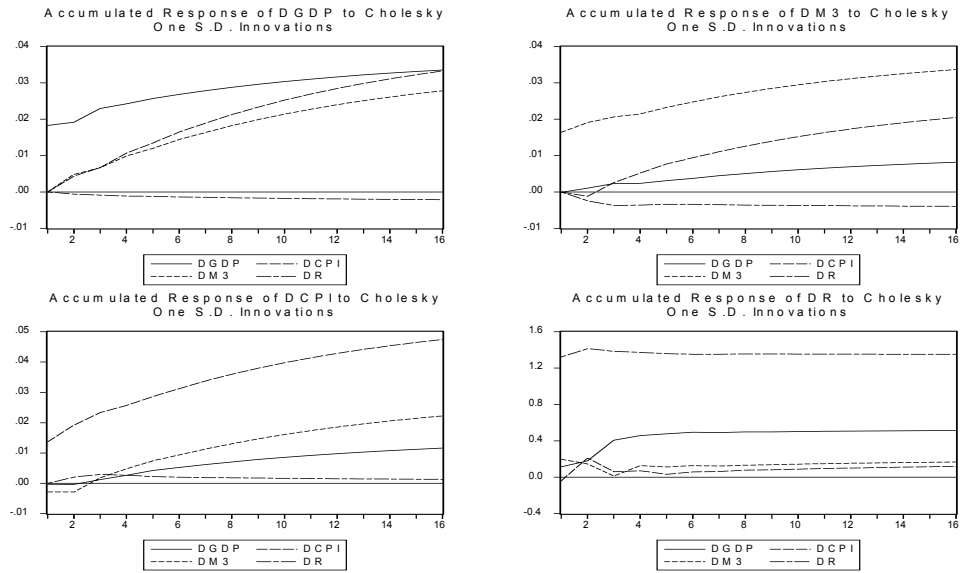 Accumulated Response of DGDP to Cholesky
One S.D. Innovations
.04
.03
.02
.01
.00
-.01
2 4 6 8 10 12 14 16
DGDP DCPI
DM3 DR
Accumulated Response of DM3 to Cholesky
One S.D. Innovations
.04
.03
.02
.01
.00
-.01
2 4 6 8 10 12 14 16
DGDP DCPI
DM3 DR
Accumulated Response of DCPI to Cholesky
One S.D. Innovations
.05
.04
.03
.02
.01
.00
-.01
2 4 6 8 10 12 14 16
DGDP DCPI
DM3 DR
Accumulated Response of DR to Cholesky
One S.D. Innovations
1.6
1.2
0.8
0.4
0.0
-0.4
2 4 6 8 10 12 14 16
DGDP DCPI
DM3 DR